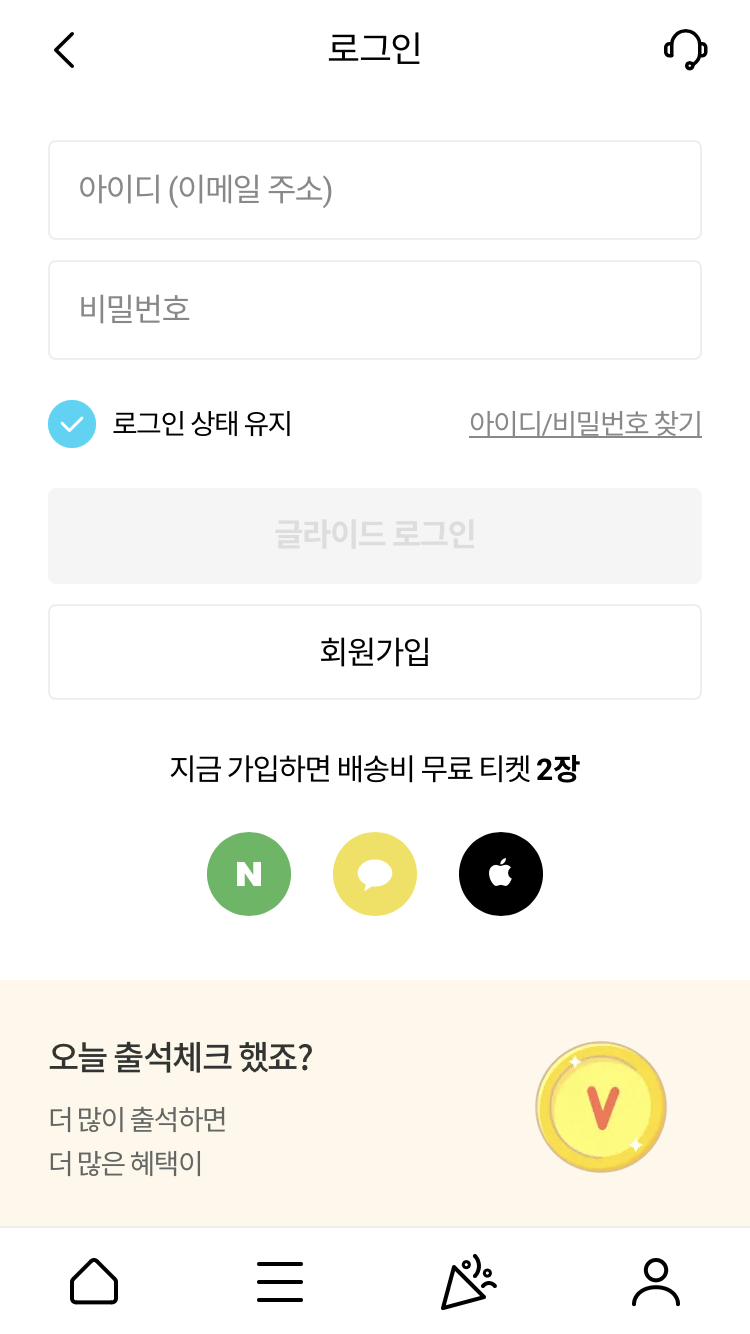 로그인
아이디 (이메일 주소)
비밀번호
로그인 상태 유지
아이디/비밀번호 찾기
글라이드 로그인
회원가입
지금 가입하면 배송비 무료 티켓 2장
N
오늘 출석체크 했죠?
더 많이 출석하면
더 많은 혜택이
V